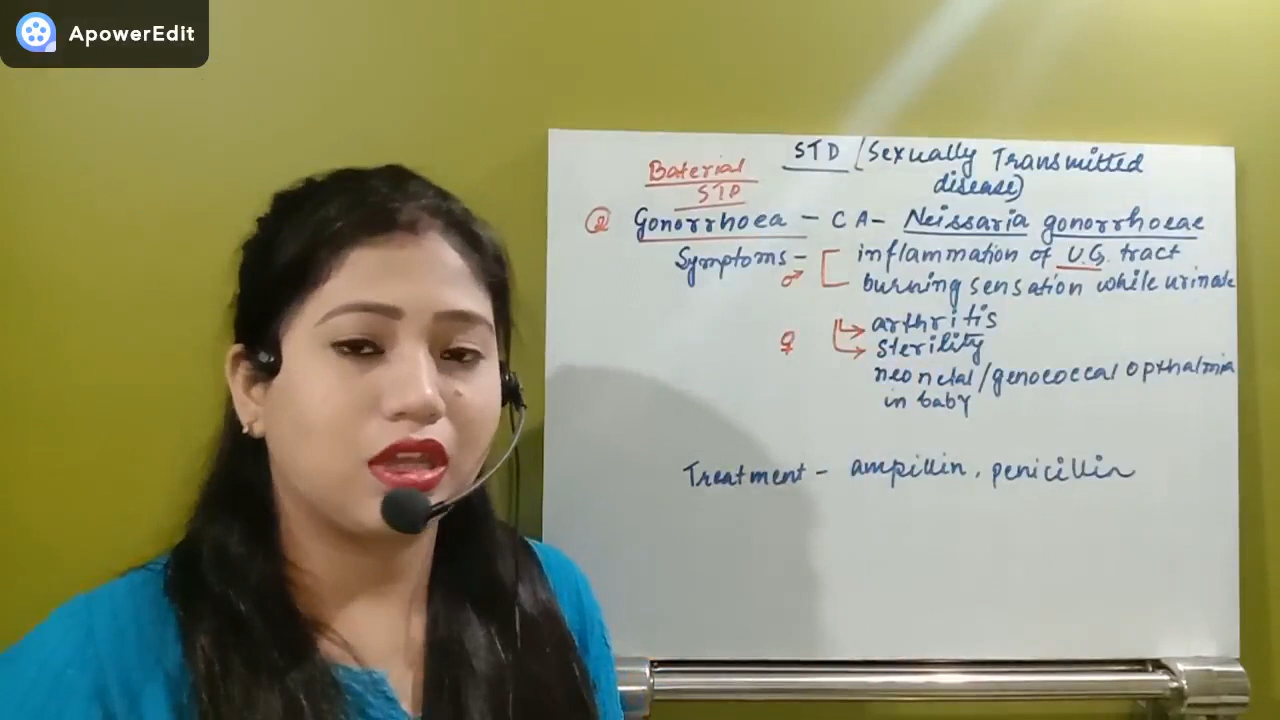 ApowerEdit
STD (Sexually Transmitted
disease)
Baterial
STD
② Gonorrhoea - C A- Neissaria gonorrhoeae
Symptoms - inflammation of U.G. tract
♂ burning sensation while urinate
♀ → arthritis
→ sterility
neonetal/genococcal opthalmia
in baby
Treatment - ampillin, penicillin